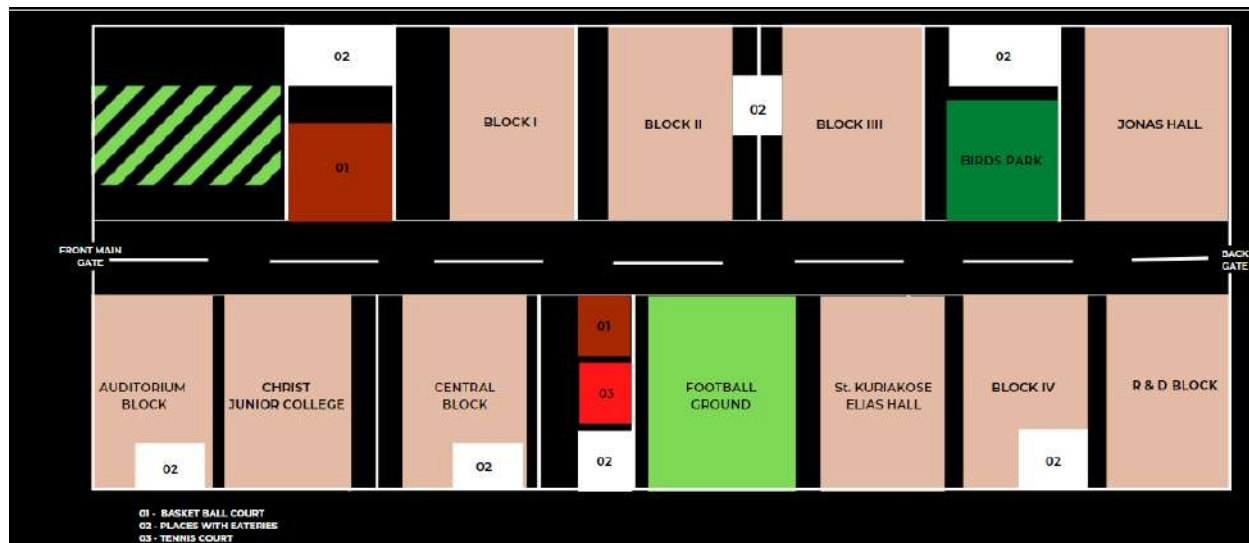 02
02
02
BLOCK I
BLOCK II
BLOCK IIII
JONAS HALL
01
BIRDS PARK
FRONT MAIN
GATE
BACK
GATE
01
AUDITORIUM
BLOCK
CHRIST
JUNIOR COLLEGE
CENTRAL
BLOCK
03
FOOTBALL
GROUND
St. KURIAKOSE
ELIAS HALL
BLOCK IV
R & D BLOCK
02
02
02
02
01 - BASKET BALL COURT
02 - PLACES WITH EATERIES
03 - TENNIS COURT